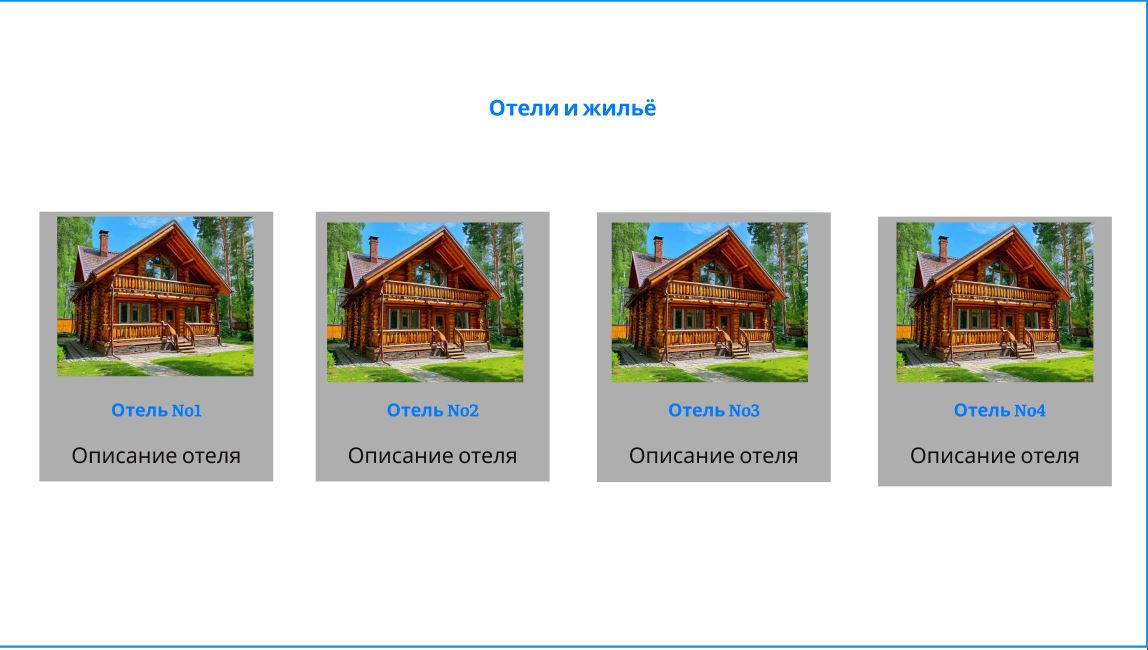 Отели и жильё
Отель No1
Описание отеля
Отель No2
Описание отеля
Отель No3
Описание отеля
Отель No4
Описание отеля